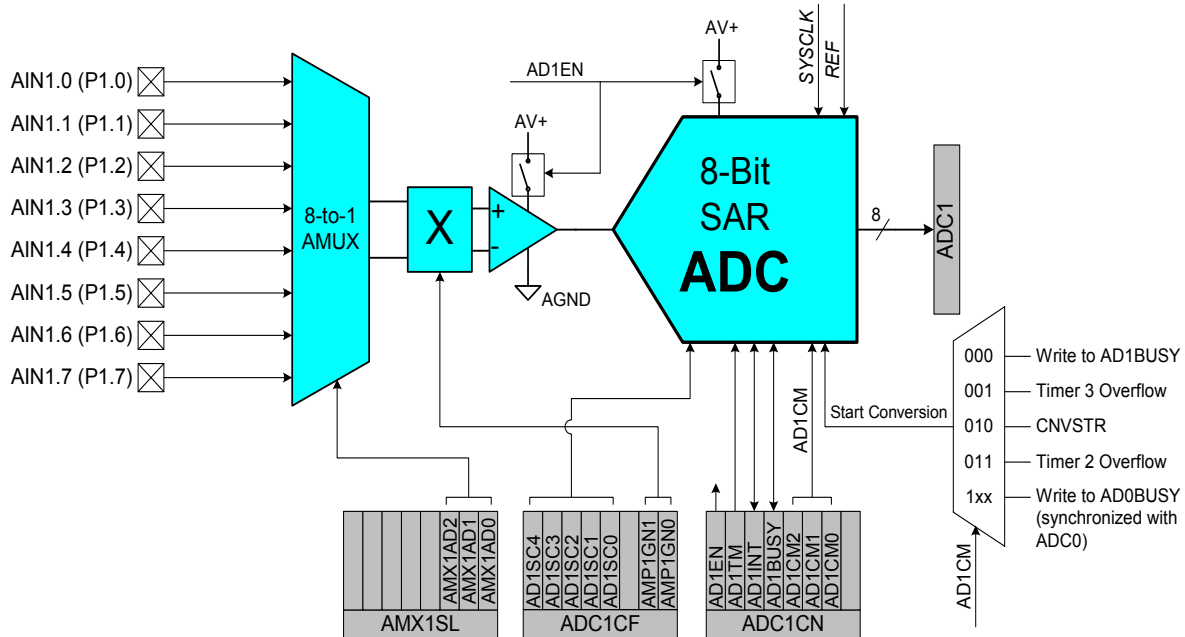 AIN1.0 (P1.0)
AIN1.1 (P1.1)
AIN1.2 (P1.2)
AIN1.3 (P1.3)
AIN1.4 (P1.4)
AIN1.5 (P1.5)
AIN1.6 (P1.6)
AIN1.7 (P1.7)
8-to-1
AMUX
X
+
-
AV+
AGND
AD1EN
AV+
SYSCLK
REF
8-Bit
SAR
ADC
8
ADC1
Start Conversion
AD1CM
000
001
010
011
1xx
Write to AD1BUSY
Timer 3 Overflow
CNVSTR
Timer 2 Overflow
Write to AD0BUSY
(synchronized with
ADC0)
AD1CM
AMX1AD2
AMX1AD1
AMX1AD0
AMX1SL
AD1SC4
AD1SC3
AD1SC2
AD1SC1
AD1SC0
AMP1GN1
AMP1GN0
ADC1CF
AD1EN
AD1TM
AD1INT
AD1BUSY
AD1CM2
AD1CM1
AD1CM0
ADC1CN